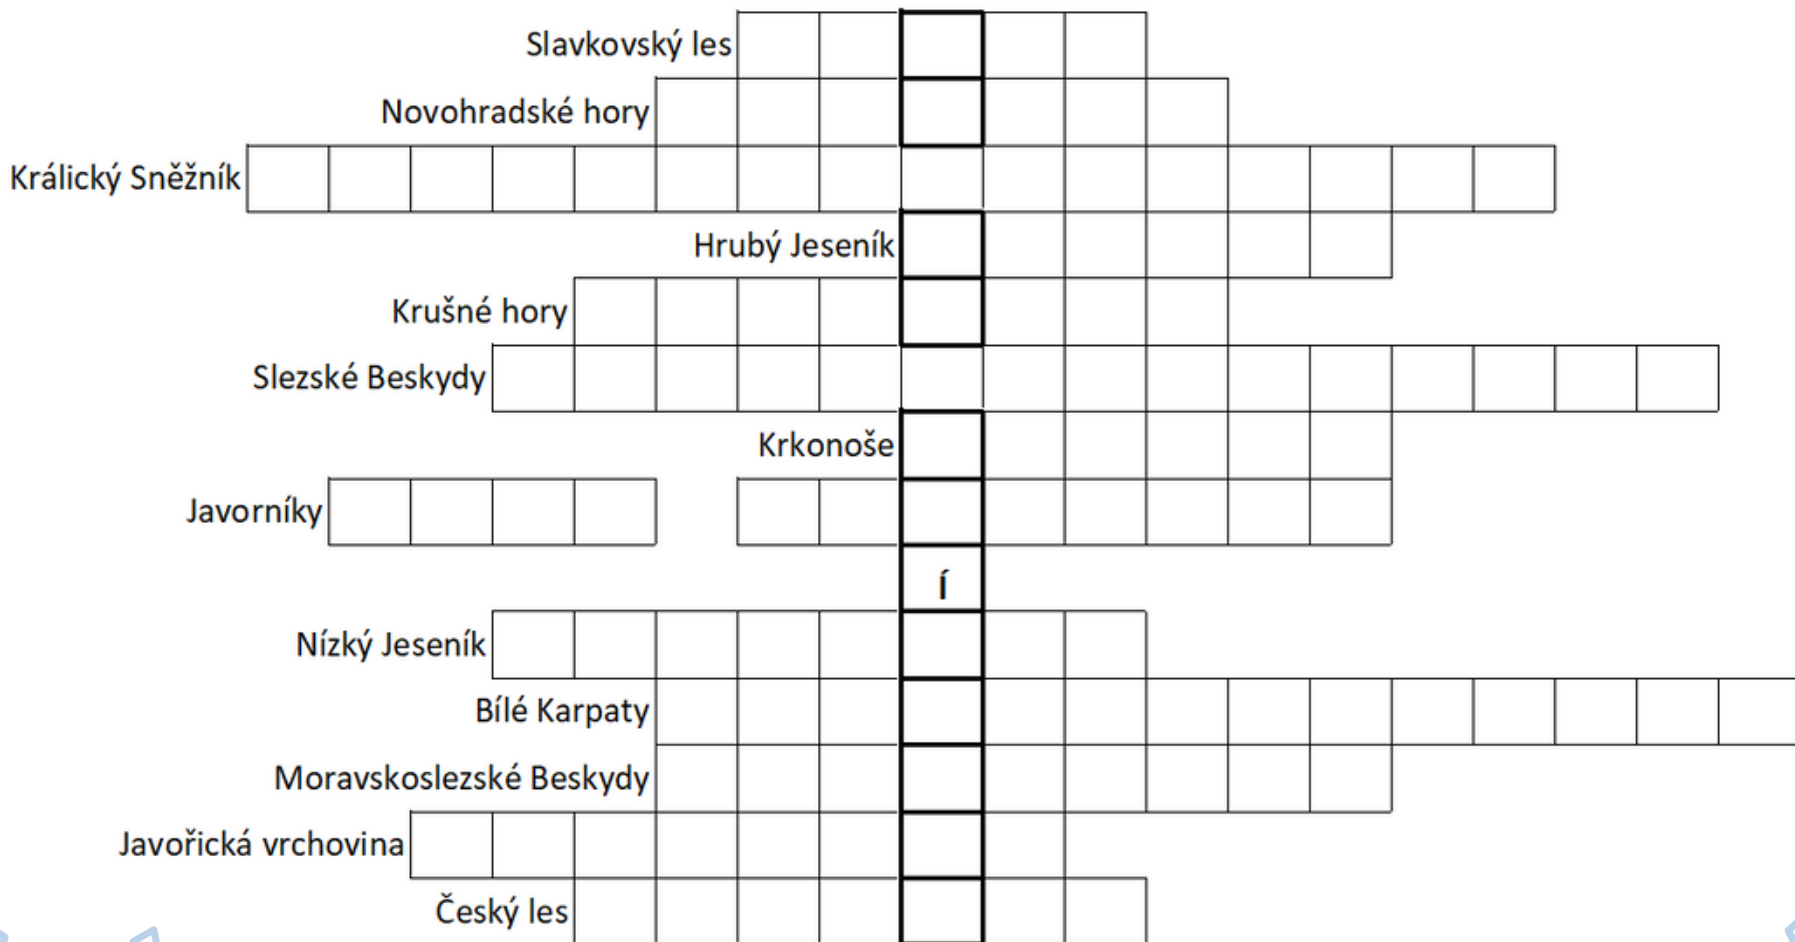 Slavkovský les
Novohradské hory
Králický Sněžník
Hrubý Jeseník
Krušné hory
Slezské Beskydy
Krkonoše
Javorníky
Í
Nízký Jeseník
Bílé Karpaty
Moravskoslezské Beskydy
Javořická vrchovina
Český les